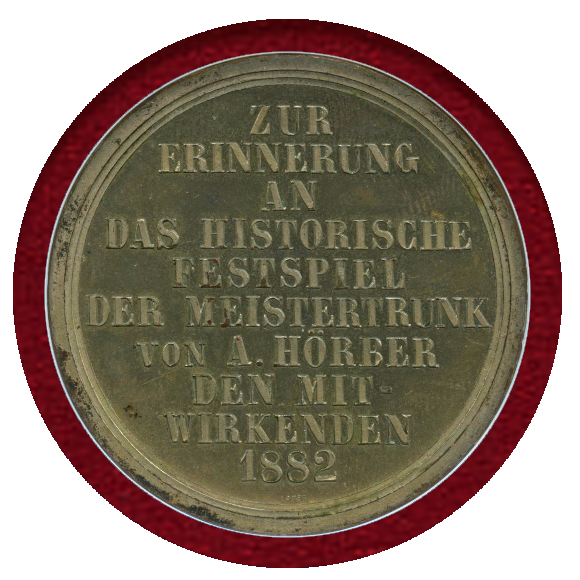 ZUR
ERINNERUNG
AN
DAS HISTORISCHE
FESTSPIEL
DER MEISTERTRUNK
VON A. HÖRBER
DEN MIT-
WIRKENDEN
1882